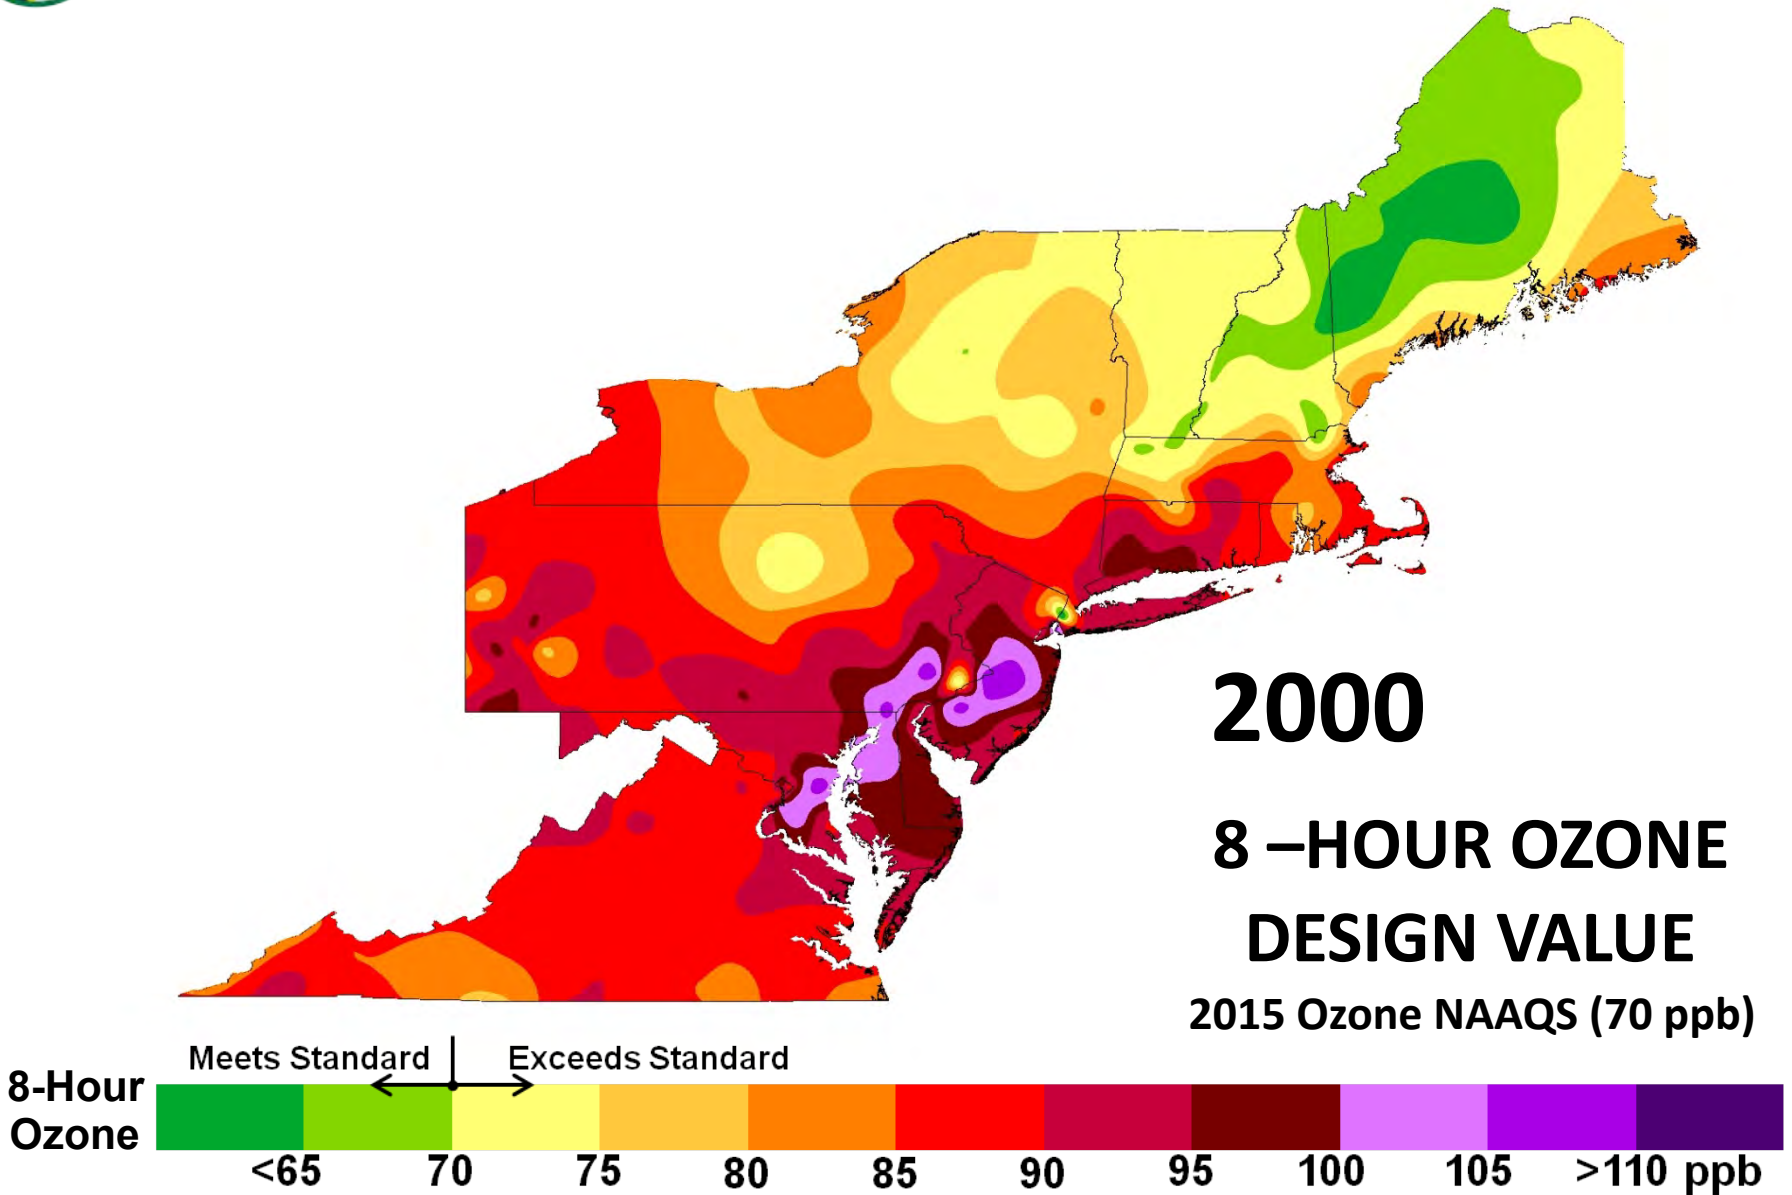 2000
8 –HOUR OZONE
DESIGN VALUE
2015 Ozone NAAQS (70 ppb)
Meets Standard Exceeds Standard
8-Hour
Ozone
<65 70 75 80 85 90 95 100 105 >110 ppb